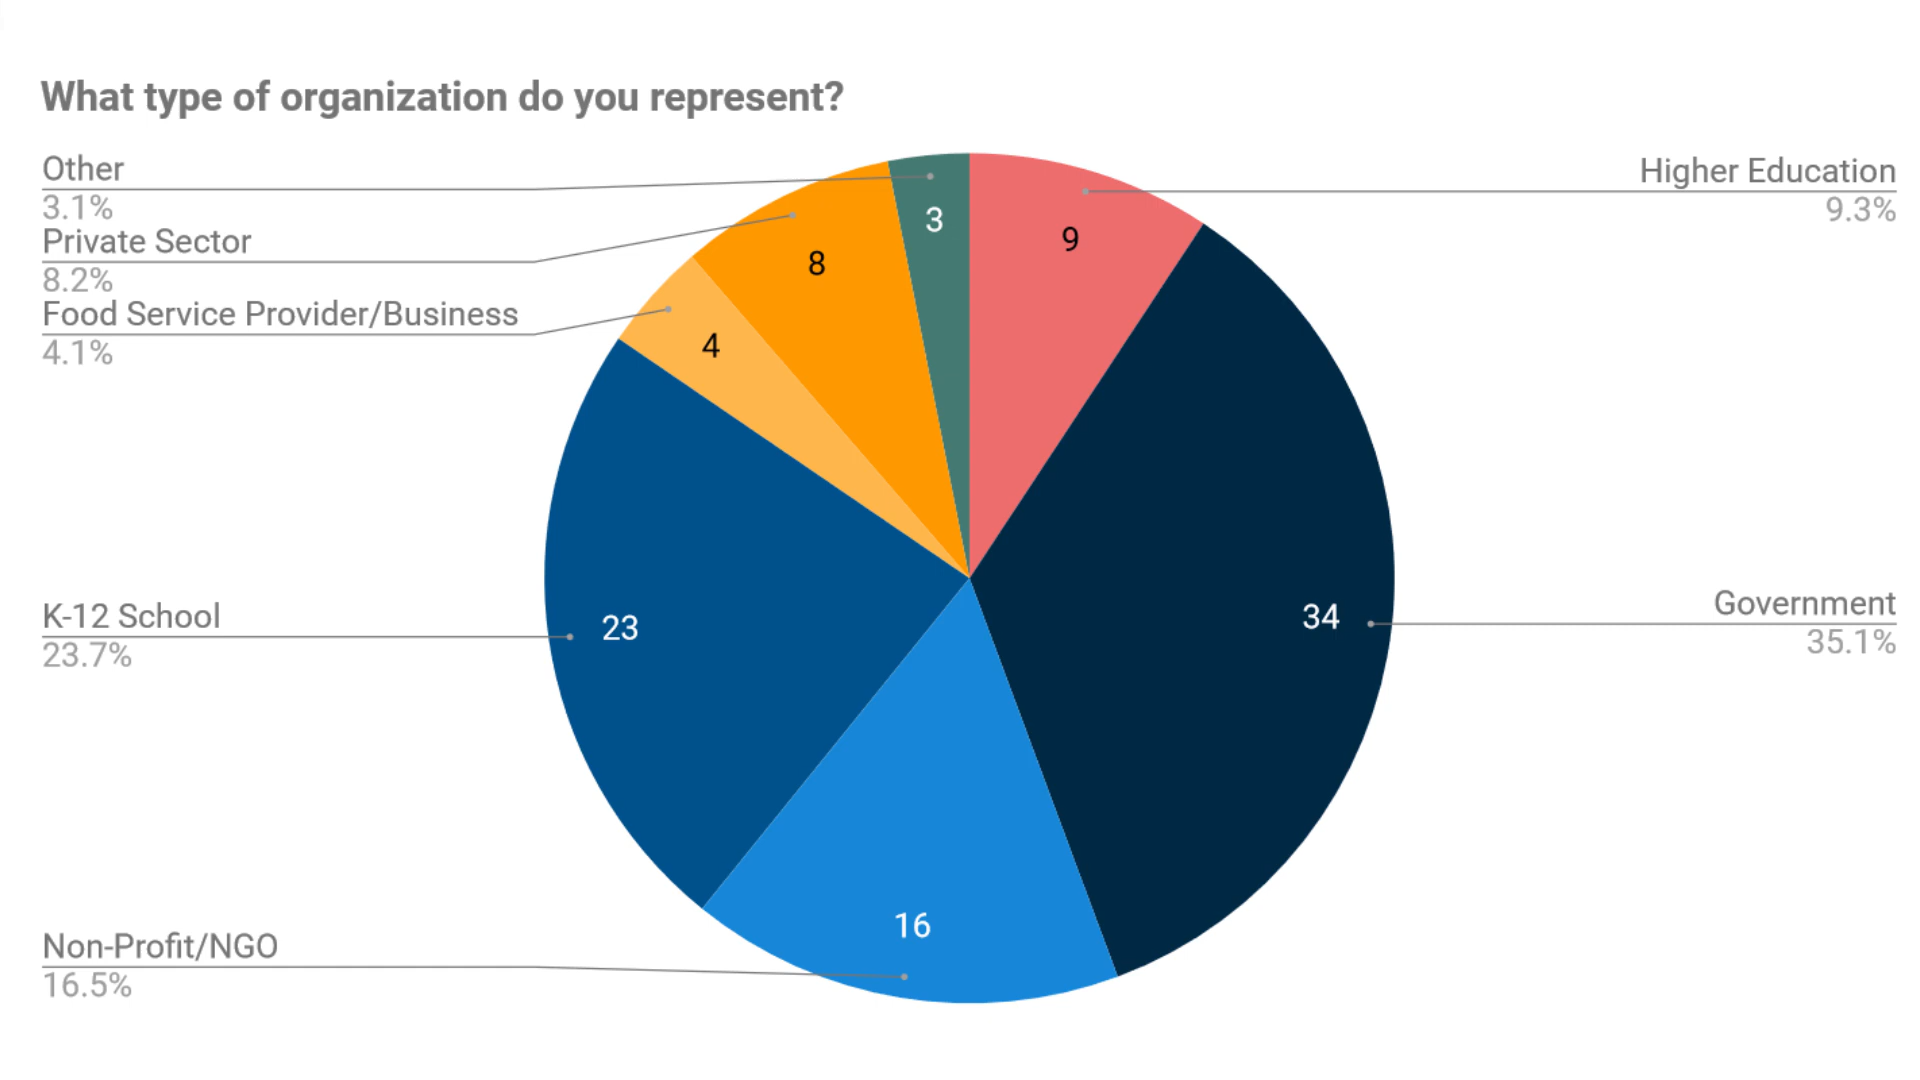 What type of organization do you represent?
Other
3.1%
Private Sector
8.2%
Food Service Provider/Business
4.1%
K-12 School
23.7%
Non-Profit/NGO
16.5%
Higher Education
9.3%
Government
35.1%
3
9
8
4
23
34
16